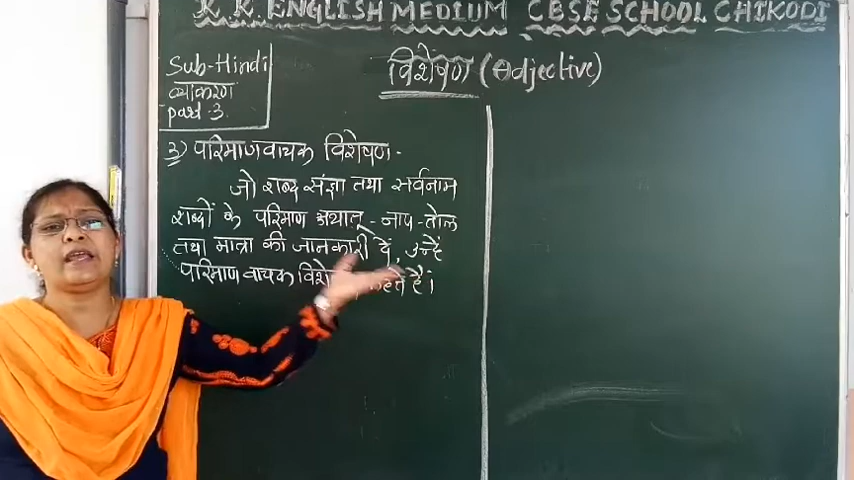 K.K. ENGLISH MEDIUM CBSE SCHOOL CHIKODI
Sub-Hindi
व्याकरण
part-3
विशेषण (Adjective)
3) परिमाणवाचक विशेषण -
जो शब्द संज्ञा तथा सर्वनाम
शब्दों के परिमाण अर्थात् - नाप-तौल
तथा मात्रा की जानकारी दें, उन्हें
परिमाण वाचक हैं।